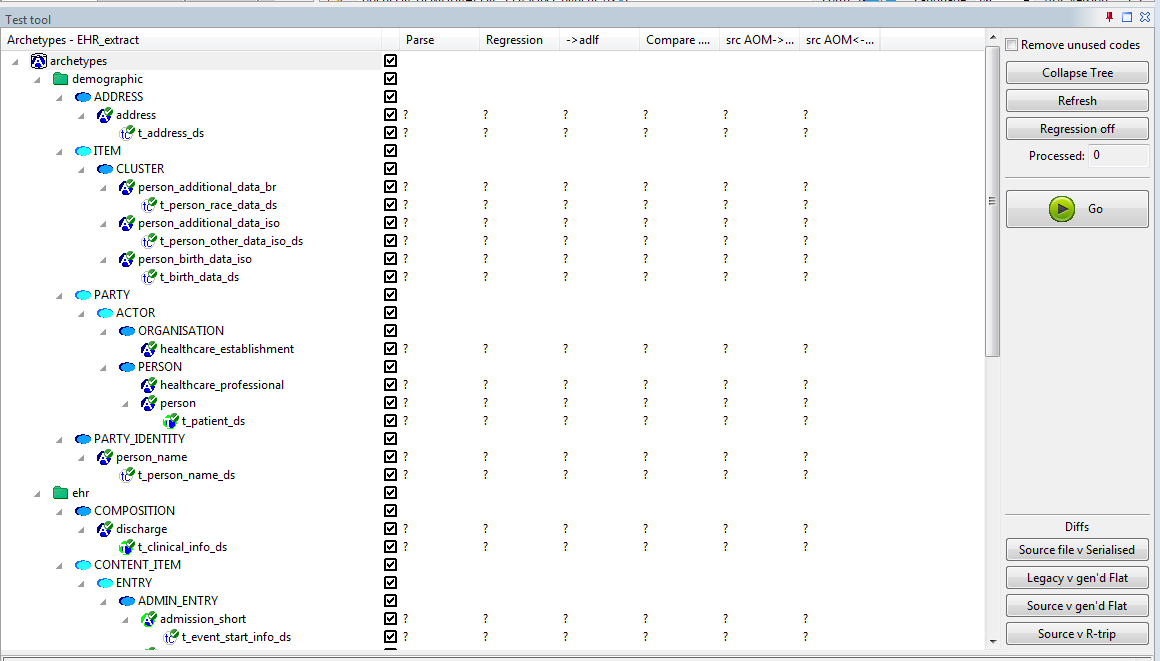 Test tool
Archetypes - EHR_extract Parse Regression ->adlf Compare .... src AOM->... src AOM<-...
archetypes
demographic
ADDRESS
address ? ? ? ? ? ?
t_address_ds ? ? ? ? ? ?
ITEM
CLUSTER
person_additional_data_br ? ? ? ? ? ?
t_person_race_data_ds ? ? ? ? ? ?
person_additional_data_iso ? ? ? ? ? ?
t_person_other_data_iso_ds ? ? ? ? ? ?
person_birth_data_iso ? ? ? ? ? ?
t_birth_data_ds ? ? ? ? ? ?
PARTY
ACTOR
ORGANISATION
healthcare_establishment ? ? ? ? ? ?
PERSON
healthcare_professional ? ? ? ? ? ?
person ? ? ? ? ? ?
t_patient_ds ? ? ? ? ? ?
PARTY_IDENTITY
person_name ? ? ? ? ? ?
t_person_name_ds ? ? ? ? ? ?
ehr
COMPOSITION
discharge ? ? ? ? ? ?
t_clinical_info_ds ? ? ? ? ? ?
CONTENT_ITEM
ENTRY
ADMIN_ENTRY
admission_short ? ? ? ? ? ?
t_event_start_info_ds ? ? ? ? ? ?
Remove unused codes
Collapse Tree
Refresh
Regression off
Processed: 0
Go
Diffs
Source file v Serialised
Legacy v gen'd Flat
Source v gen'd Flat
Source v R-trip